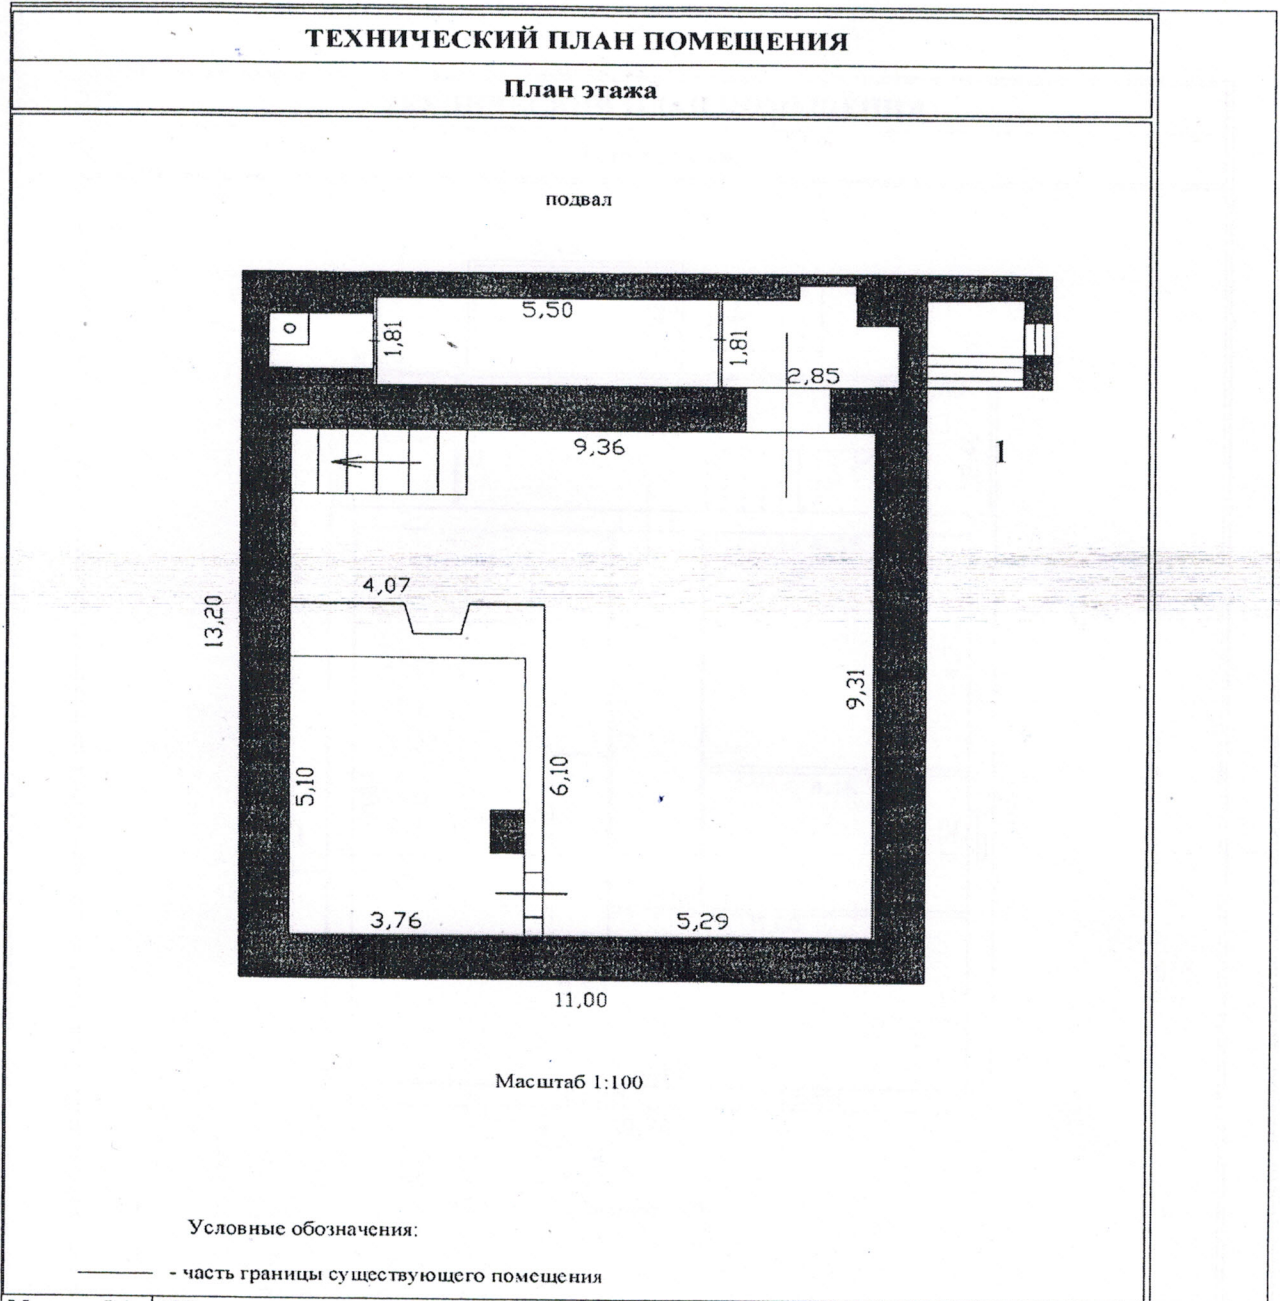 ТЕХНИЧЕСКИЙ ПЛАН ПОМЕЩЕНИЯ
План этажа
подвал
5,50
1,81
1,81
2,85
9,36
1
4,07
13,20
9,31
5,10
6,10
3,76
5,29
11,00
Масштаб 1:100
Условные обозначения:
- часть границы существующего помещения